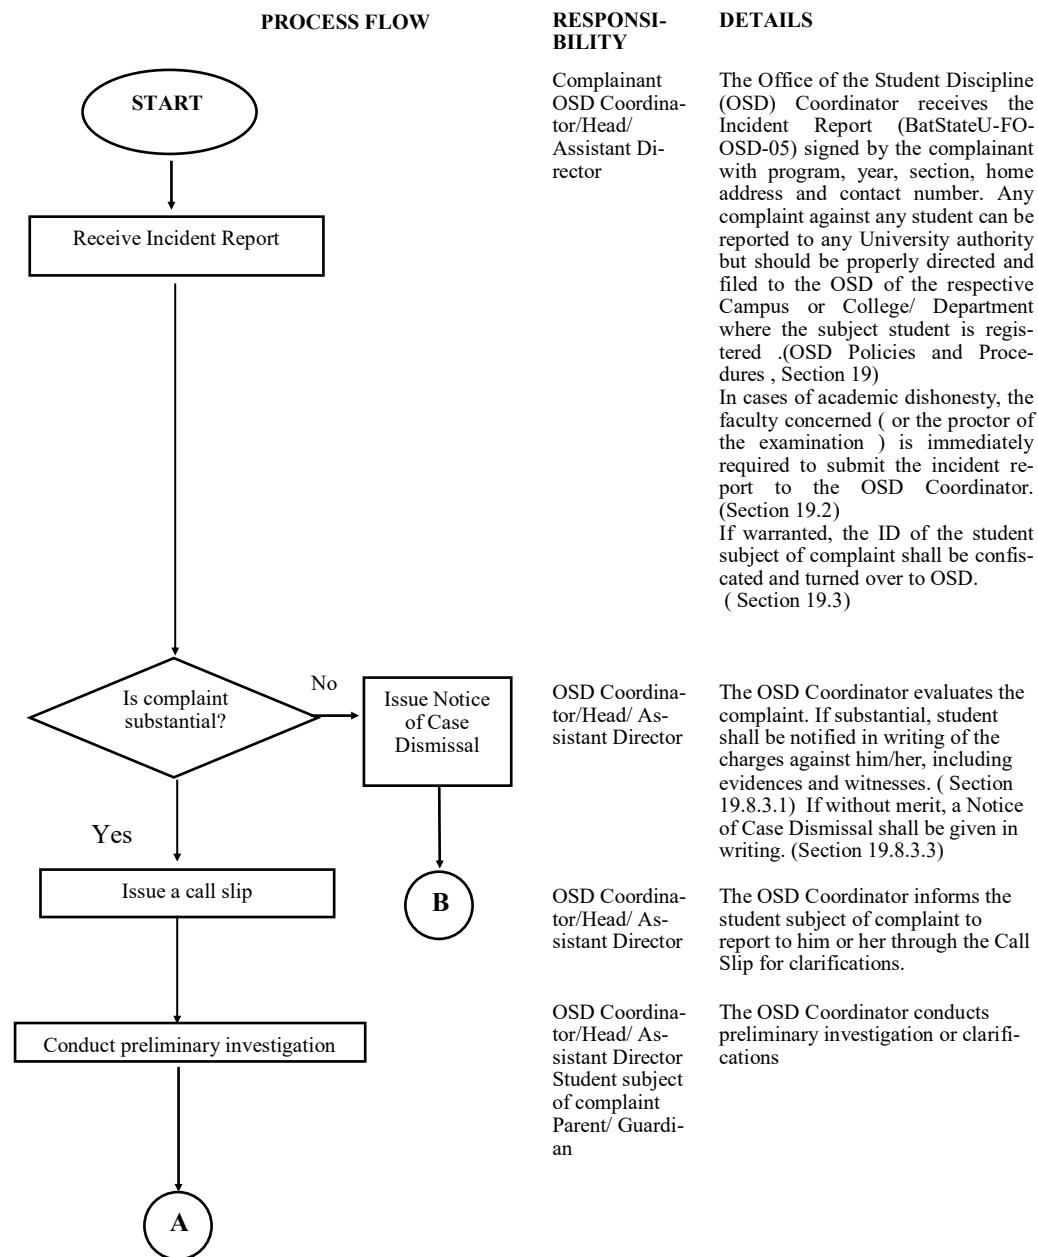 PROCESS FLOW
RESPONSI-
BILITY
DETAILS
START
Receive Incident Report
Complainant
OSD Coordina-
tor/Head/
Assistant Di-
rector
The Office of the Student Discipline
(OSD) Coordinator receives the
Incident Report (BatStateU-FO-
OSD-05) signed by the complainant
with program, year, section, home
address and contact number. Any
complaint against any student can be
reported to any University authority
but should be properly directed and
filed to the OSD of the respective
Campus or College/ Department
where the subject student is regis-
tered .(OSD Policies and Proce-
dures , Section 19)
In cases of academic dishonesty, the
faculty concerned ( or the proctor of
the examination ) is immediately
required to submit the incident re-
port to the OSD Coordinator.
(Section 19.2)
If warranted, the ID of the student
subject of complaint shall be confis-
cated and turned over to OSD.
( Section 19.3)
Is complaint
substantial?
No
Issue Notice
of Case
Dismissal
Yes
OSD Coordina-
tor/Head/ As-
sistant Director
The OSD Coordinator evaluates the
complaint. If substantial, student
shall be notified in writing of the
charges against him/her, including
evidences and witnesses. ( Section
19.8.3.1) If without merit, a Notice
of Case Dismissal shall be given in
writing. (Section 19.8.3.3)
Issue a call slip
B
OSD Coordina-
tor/Head/ As-
sistant Director
The OSD Coordinator informs the
student subject of complaint to
report to him or her through the Call
Slip for clarifications.
Conduct preliminary investigation
OSD Coordina-
tor/Head/ As-
sistant Director
Student subject
of complaint
Parent/ Guardi-
an
The OSD Coordinator conducts
preliminary investigation or clarifi-
cations
A